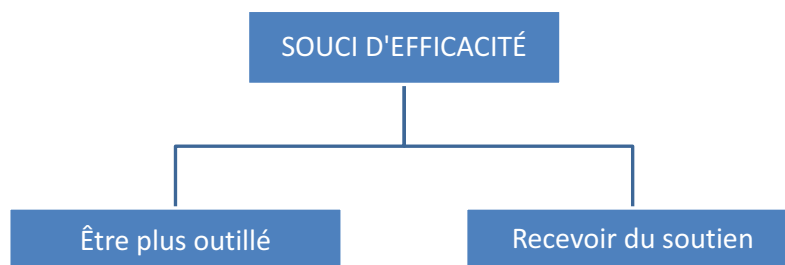 SOUCI D'EFFICACITÉ
Être plus outillé
Recevoir du soutien